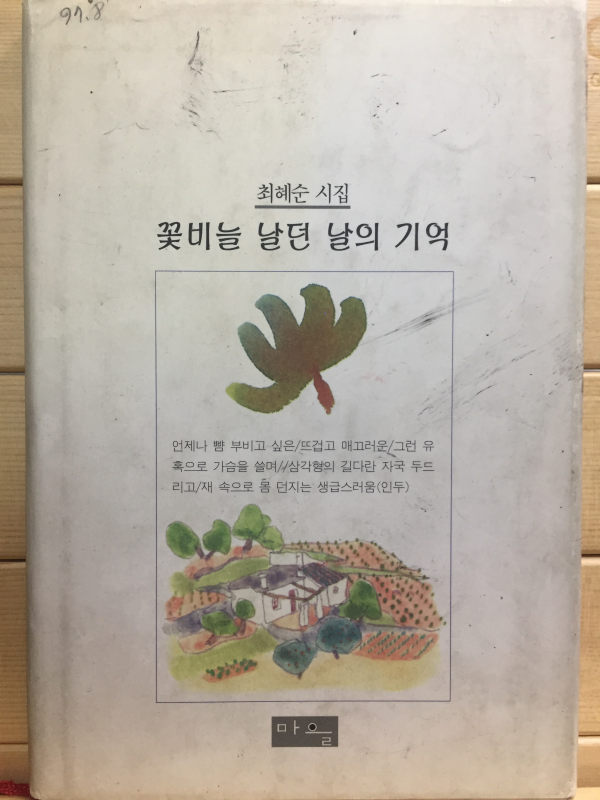 97.8
최혜순 시집
꽃비늘 날던 날의 기억
언제나 뺨 부비고 싶은/뜨겁고 매끄러운/그런 유
혹으로 가슴을 쓸며//삼각형의 길다란 자국 두드
리고/재 속으로 몸 던지는 생급스러움(인두)
마을